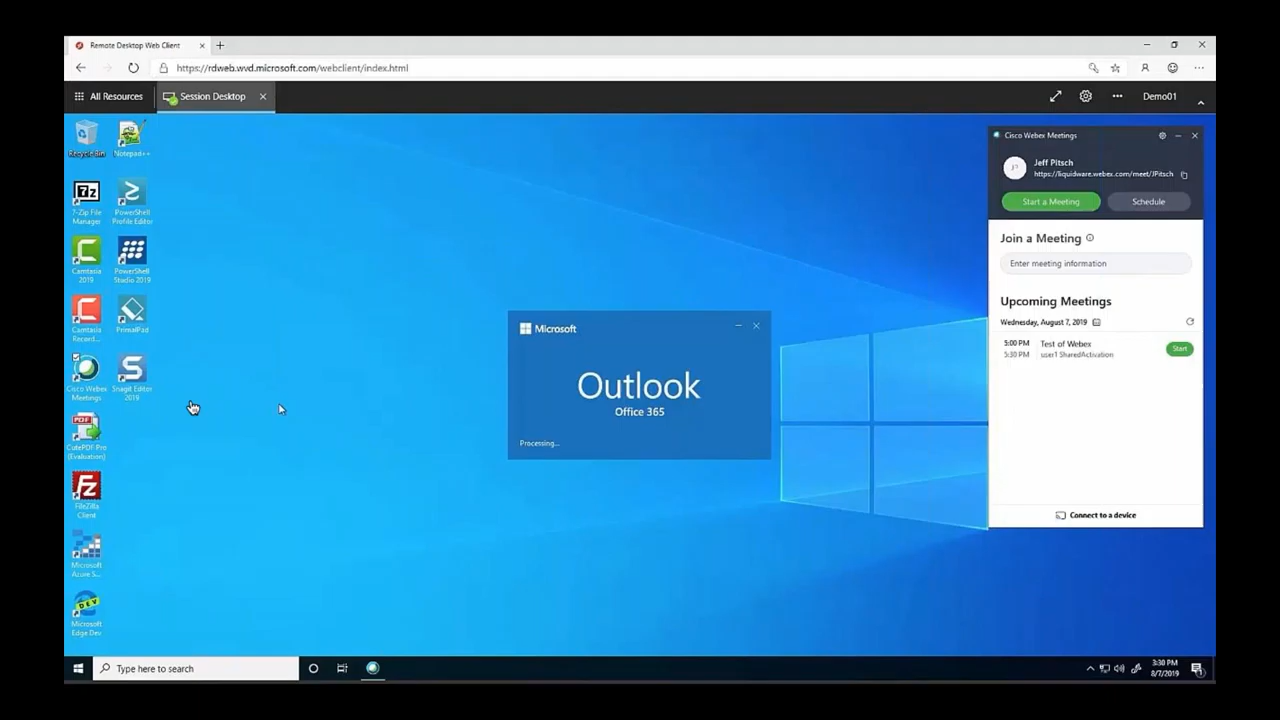 Remote Desktop Web Client
https://rdweb.wvd.microsoft.com/webclient/index.html
All Resources
Session Desktop
Demo01
Recycle Bin
Notepad++
7-Zip File
Manager
PowerShell
Profile Editor
Camtasia
2019
PowerShell
Studio 2019
Camtasia
Record...
PrimalPad
Cisco Webex
Meetings
Snagit Editor
2019
CutePDF-Pro
(Evaluation)
FileZilla
Client
Microsoft
Azure S...
Microsoft
Edge Dev
Microsoft
Outlook
Office 365
Processing...
Cisco Webex Meetings
JP
Jeff Pitsch
https://liquidware.webex.com/meet/JPitsch
Start a Meeting
Schedule
Join a Meeting
Enter meeting information
Upcoming Meetings
Wednesday, August 7, 2019
5:00 PM Test of Webex
5:30 PM user1 SharedActivation
Start
Connect to a device
Type here to search
3:30 PM
8/7/2019